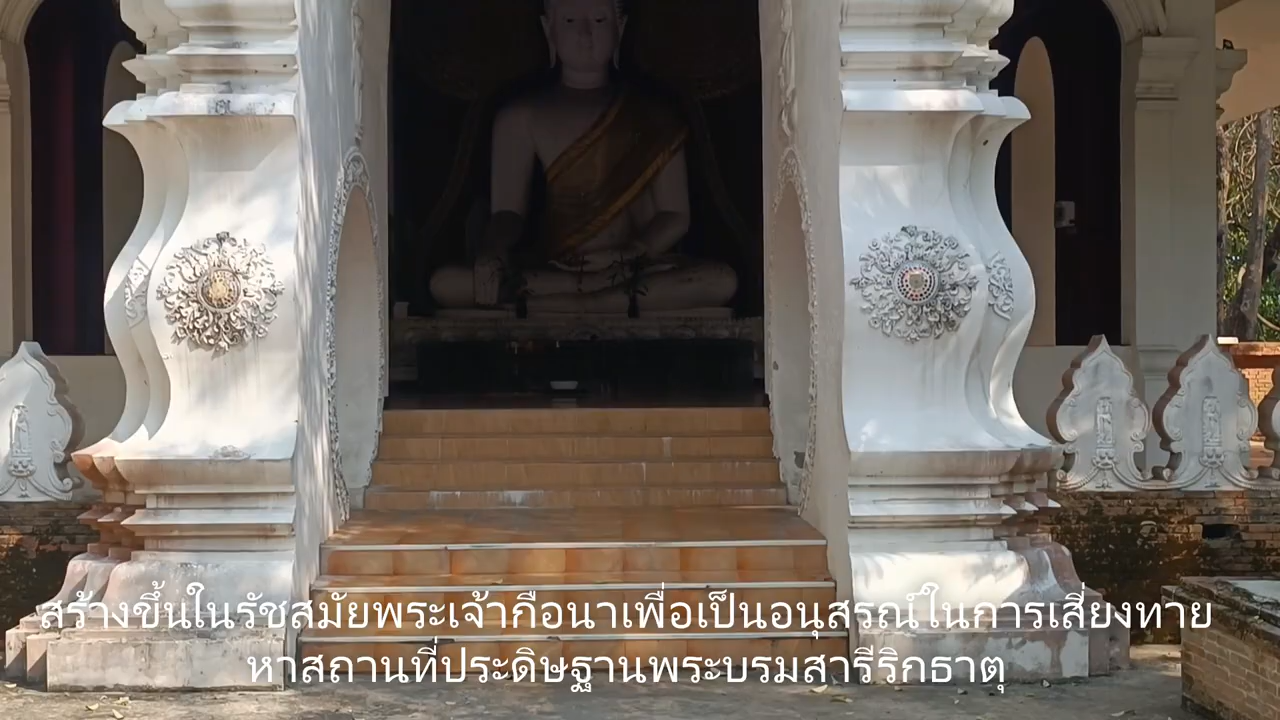 สร้างขึ้นในรัชสมัยพระเจ้ากือนาเพื่อเป็นอนุสรณ์ในการเสี่ยงทาย
หาสถานที่ประดิษฐานพระบรมสารีริกธาตุ